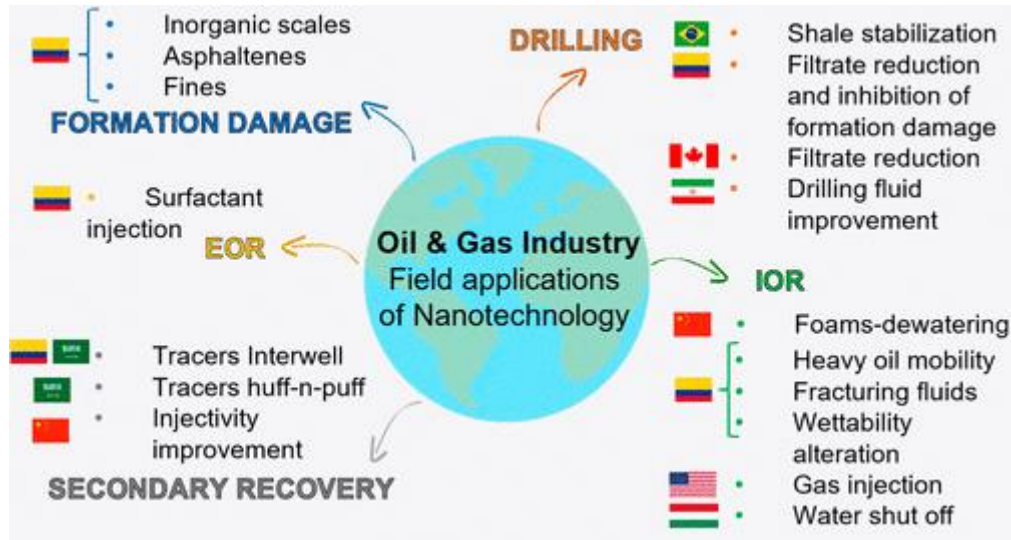 Inorganic scales
Asphaltenes
Fines
FORMATION DAMAGE
DRILLING
Shale stabilization
Filtrate reduction
and inhibition of
formation damage
Filtrate reduction
Drilling fluid
improvement
Surfactant
injection
EOR
Oil & Gas Industry
Field applications
of Nanotechnology
IOR
Foams-dewatering
Heavy oil mobility
Fracturing fluids
Wettability
alteration
Gas injection
Water shut off
Tracers Interwell
Tracers huff-n-puff
Injectivity
improvement
SECONDARY RECOVERY